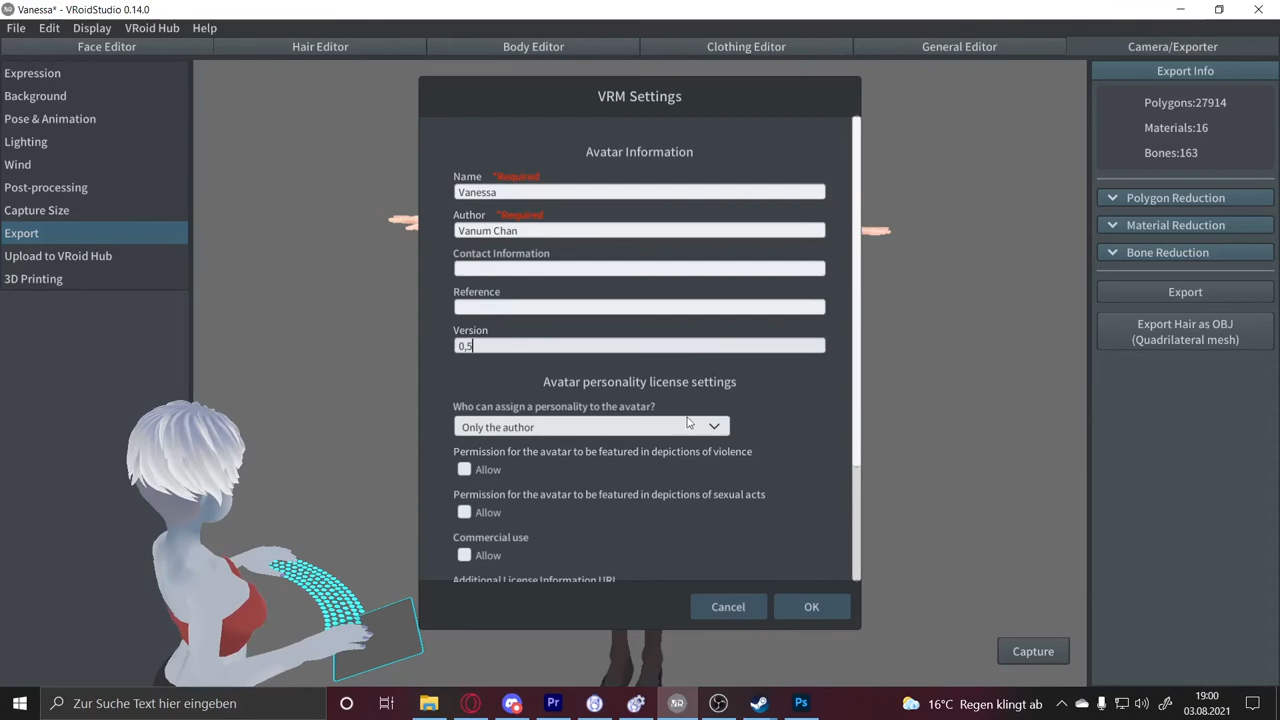 Vanessa* - VRoidStudio 0.14.0
File Edit Display VRoid Hub Help
Face Editor Hair Editor Body Editor Clothing Editor General Editor Camera/Exporter
Expression
Background
Pose & Animation
Lighting
Wind
Post-processing
Capture Size
Export
Upload to VRoid Hub
3D Printing
VRM Settings
Avatar Information
Name *Required
Vanessa
Author *Required
Vanum Chan
Contact Information
Reference
Version
0,5
Avatar personality license settings
Who can assign a personality to the avatar?
Only the author
Permission for the avatar to be featured in depictions of violence
Allow
Permission for the avatar to be featured in depictions of sexual acts
Allow
Commercial use
Allow
Additional License Information URL
Cancel OK
Export Info
Polygons:27914
Materials:16
Bones:163
Polygon Reduction
Material Reduction
Bone Reduction
Export
Export Hair as OBJ
(Quadrilateral mesh)
Capture
Zur Suche Text hier eingeben
16°C Regen klingt ab
19:00
03.08.2021